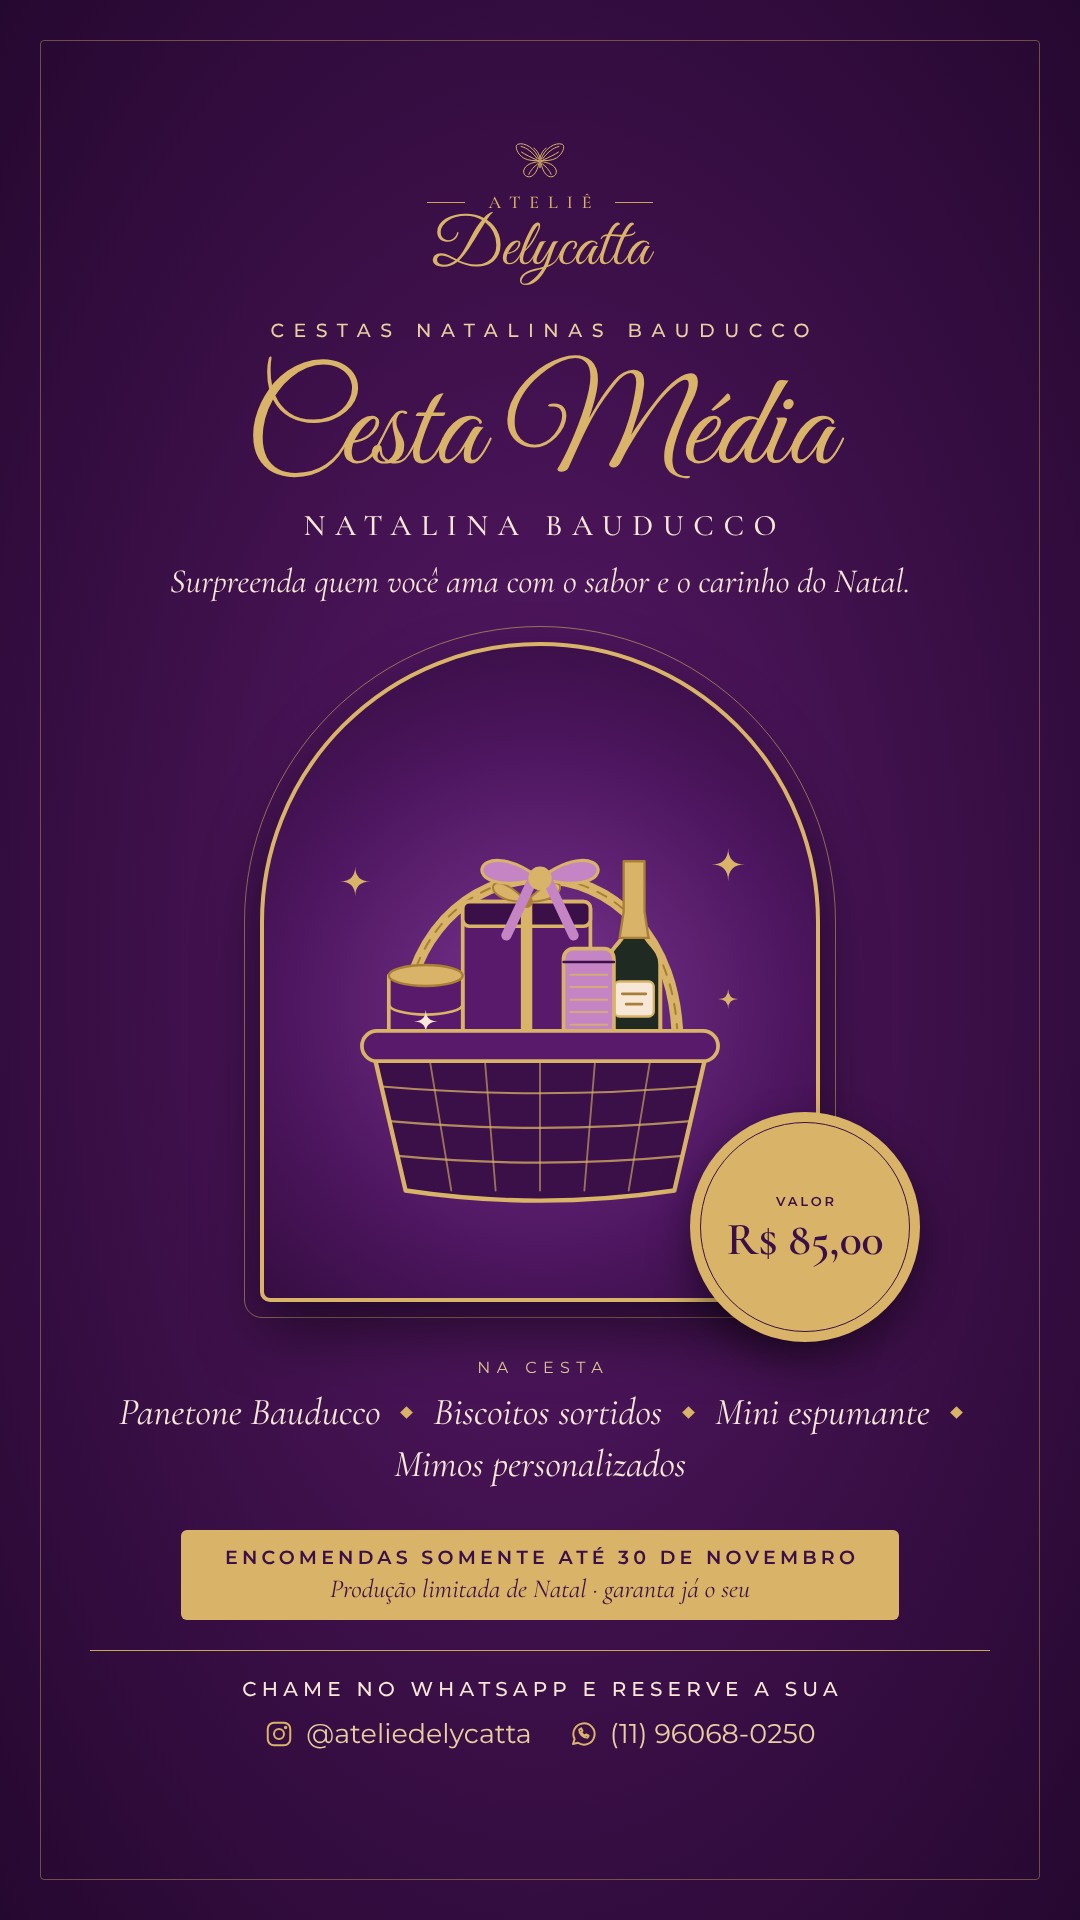 ATELIÊ
Delycatta
CESTAS NATALINAS BAUDUCCO
Cesta Média
NATALINA BAUDUCCO
Surpreenda quem você ama com o sabor e o carinho do Natal.
VALOR
R$ 85,00
NA CESTA
Panetone Bauducco ◆ Biscoitos sortidos ◆ Mini espumante ◆
Mimos personalizados
ENCOMENDAS SOMENTE ATÉ 30 DE NOVEMBRO
Produção limitada de Natal · garanta já o seu
CHAME NO WHATSAPP E RESERVE A SUA
@ateliedelycatta (11) 96068-0250